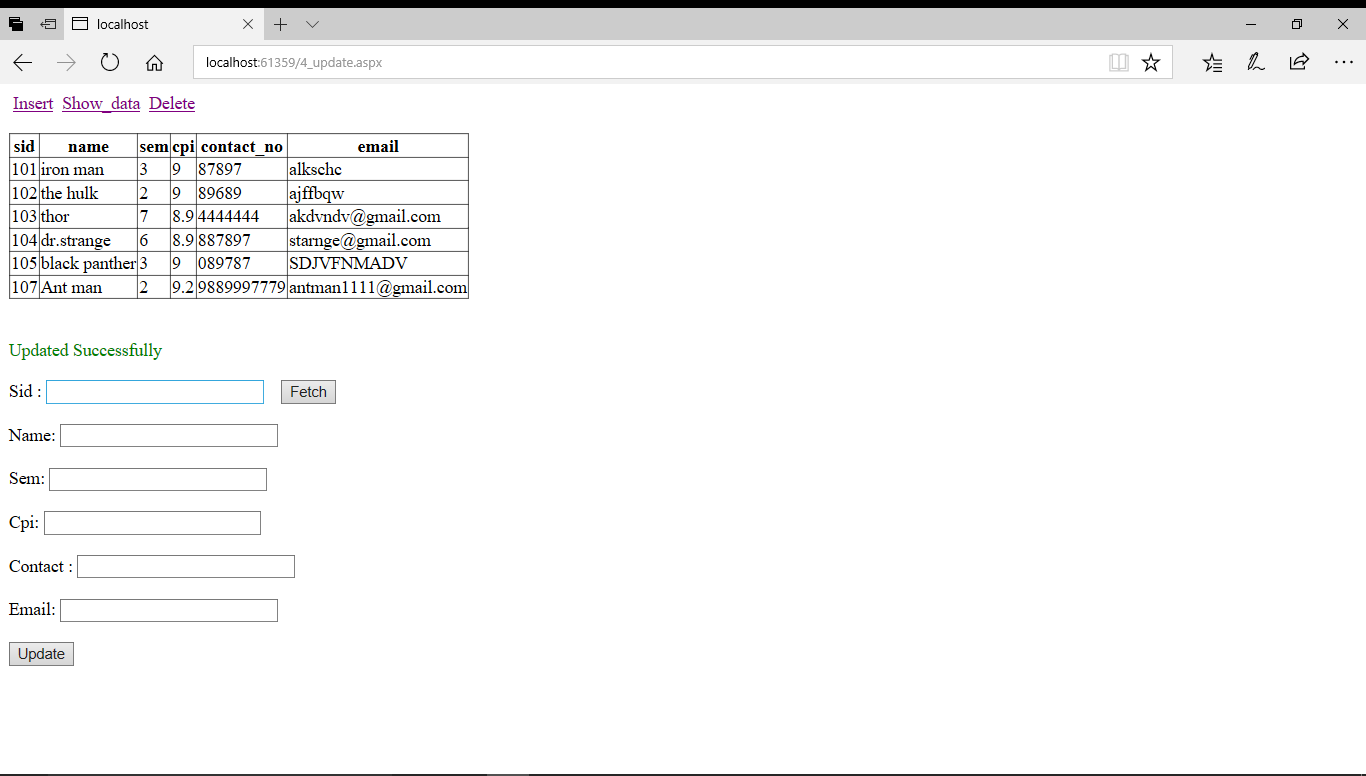 localhost
localhost:61359/4_update.aspx
Insert Show_data Delete
sid name sem cpi contact_no email
101 iron man 3 9 87897 alkschc
102 the hulk 2 9 89689 ajffbqw
103 thor 7 8.9 4444444 akdvndv@gmail.com
104 dr.strange 6 8.9 887897 starnge@gmail.com
105 black panther 3 9 089787 SDJVFNMADV
107 Ant man 2 9.2 9889997779 antman1111@gmail.com
Updated Successfully
Sid : Fetch
Name:
Sem:
Cpi:
Contact :
Email:
Update